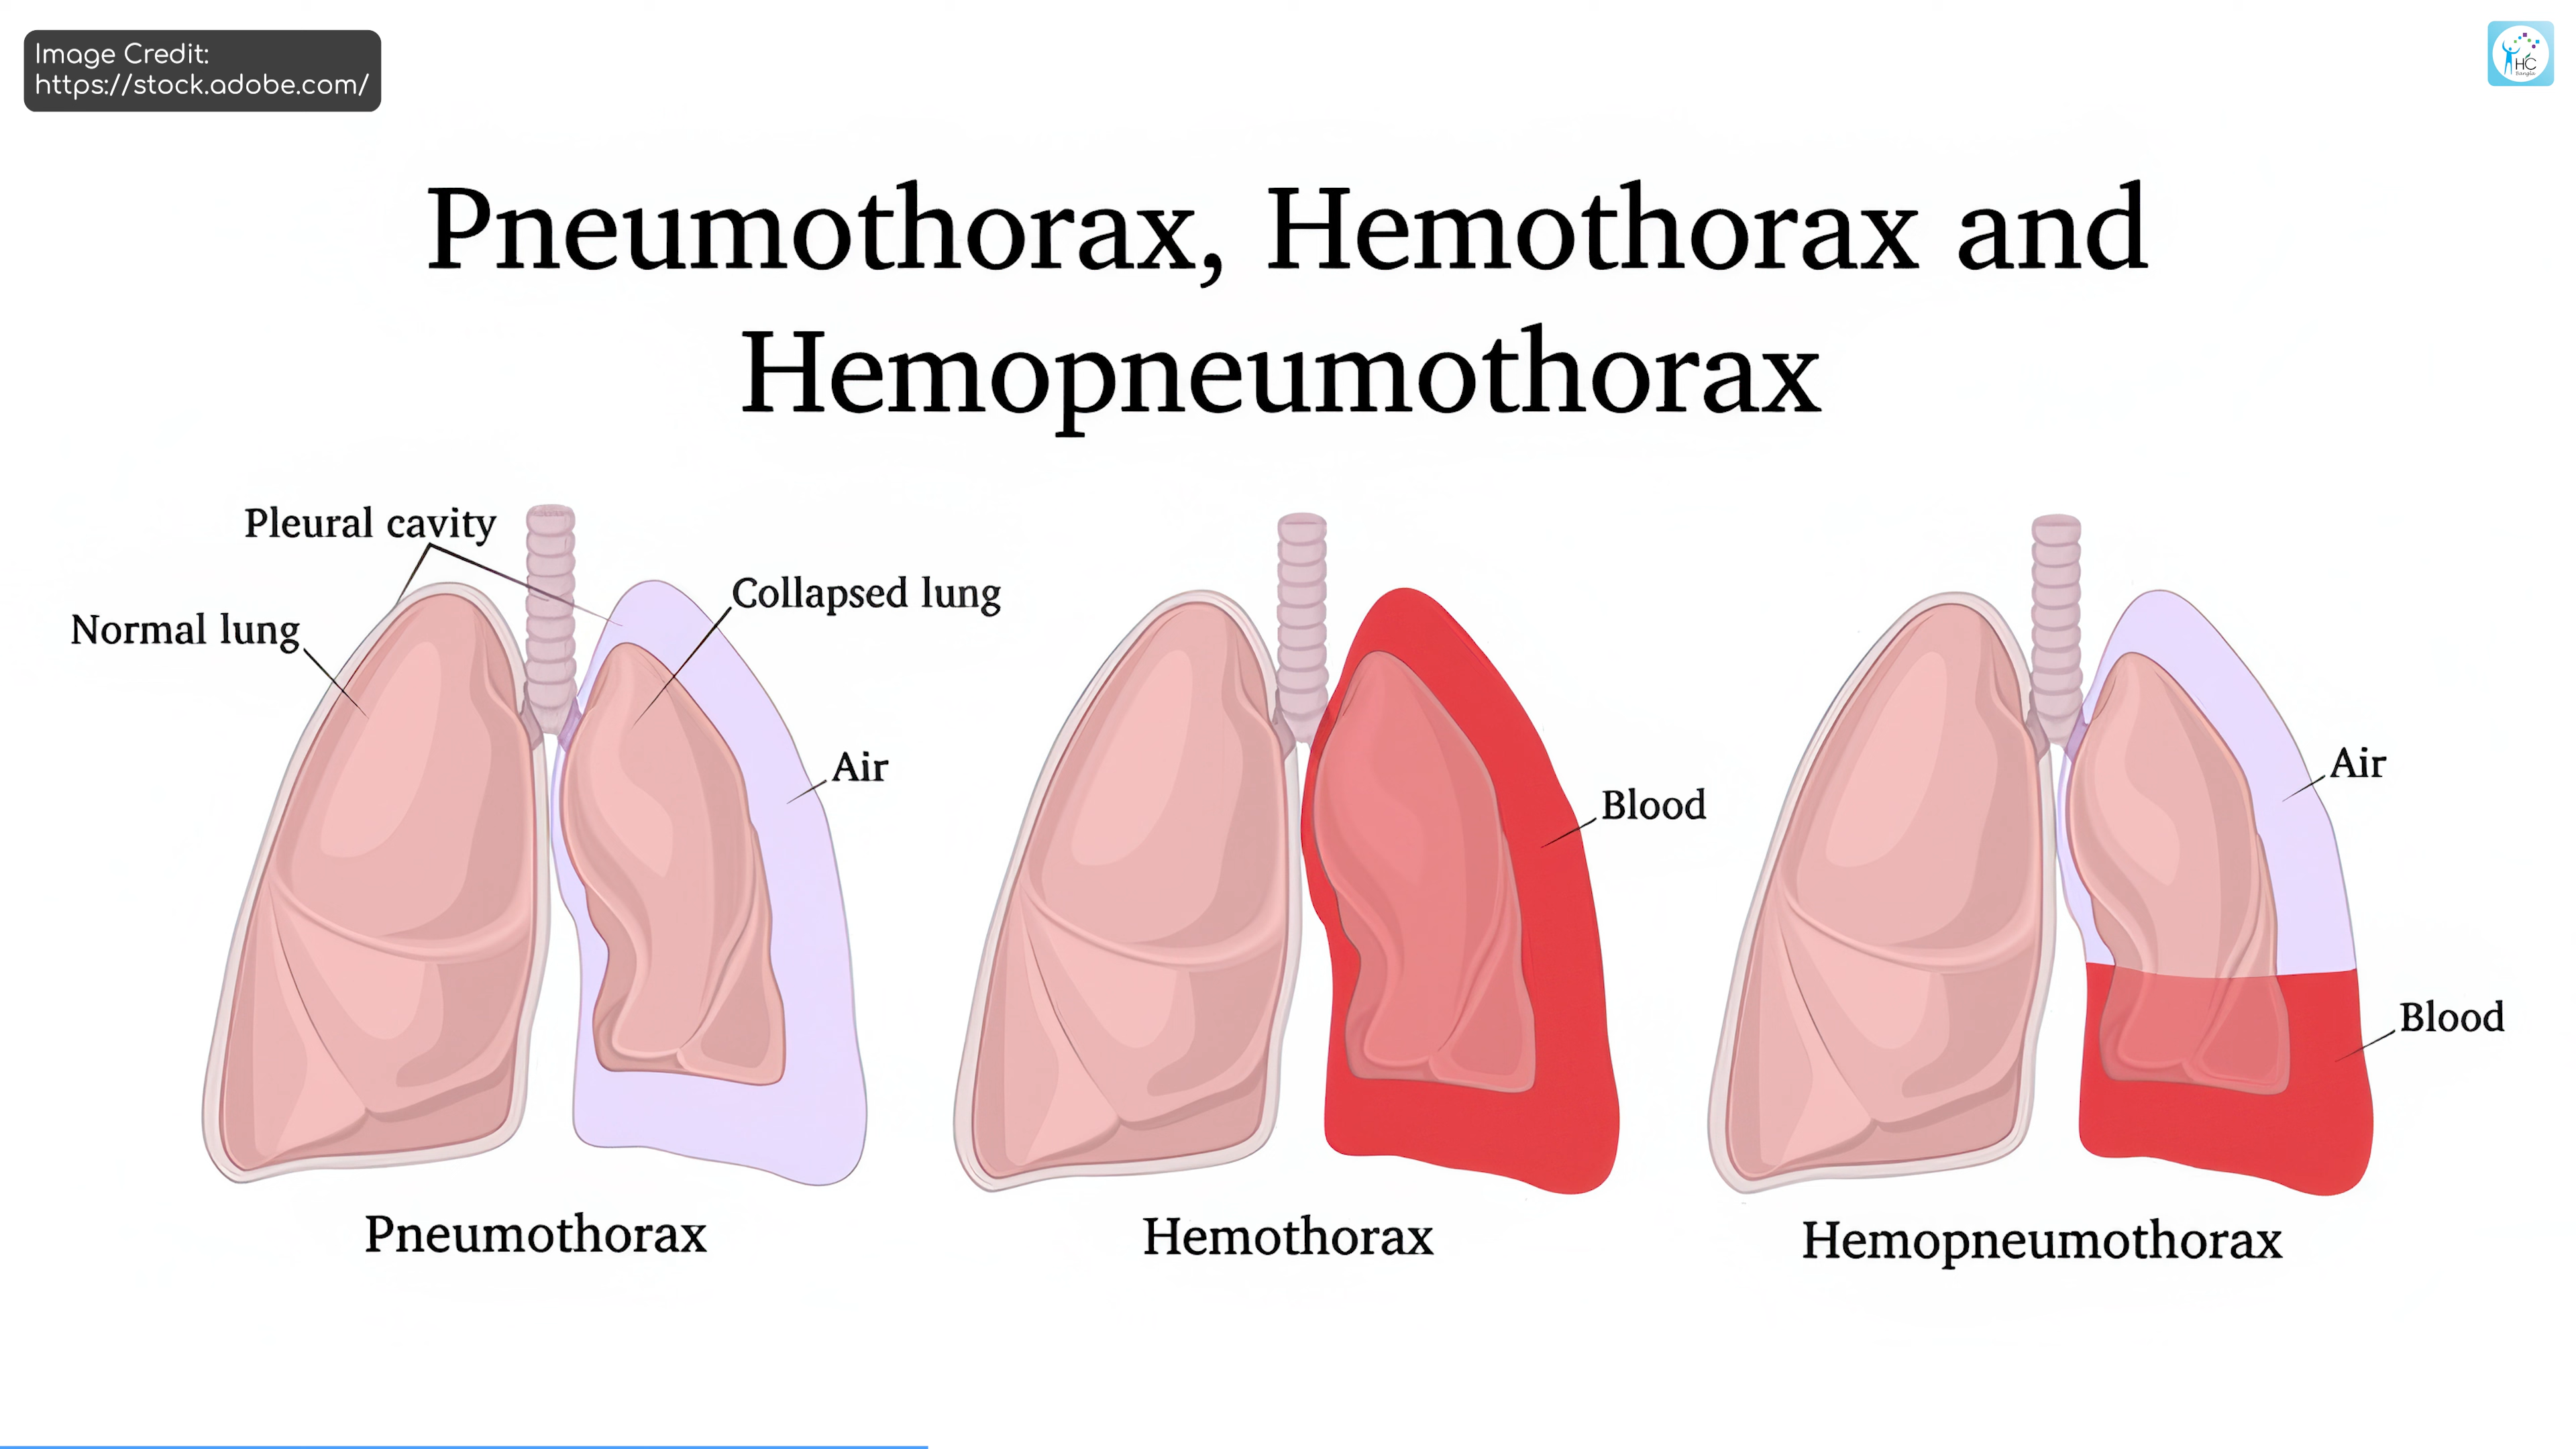 Image Credit:
https://stock.adobe.com/
HC
Pneumothorax, Hemothorax and
Hemopneumothorax
Pleural cavity
Normal lung
Collapsed lung
Air
Blood
Air
Blood
Pneumothorax
Hemothorax
Hemopneumothorax